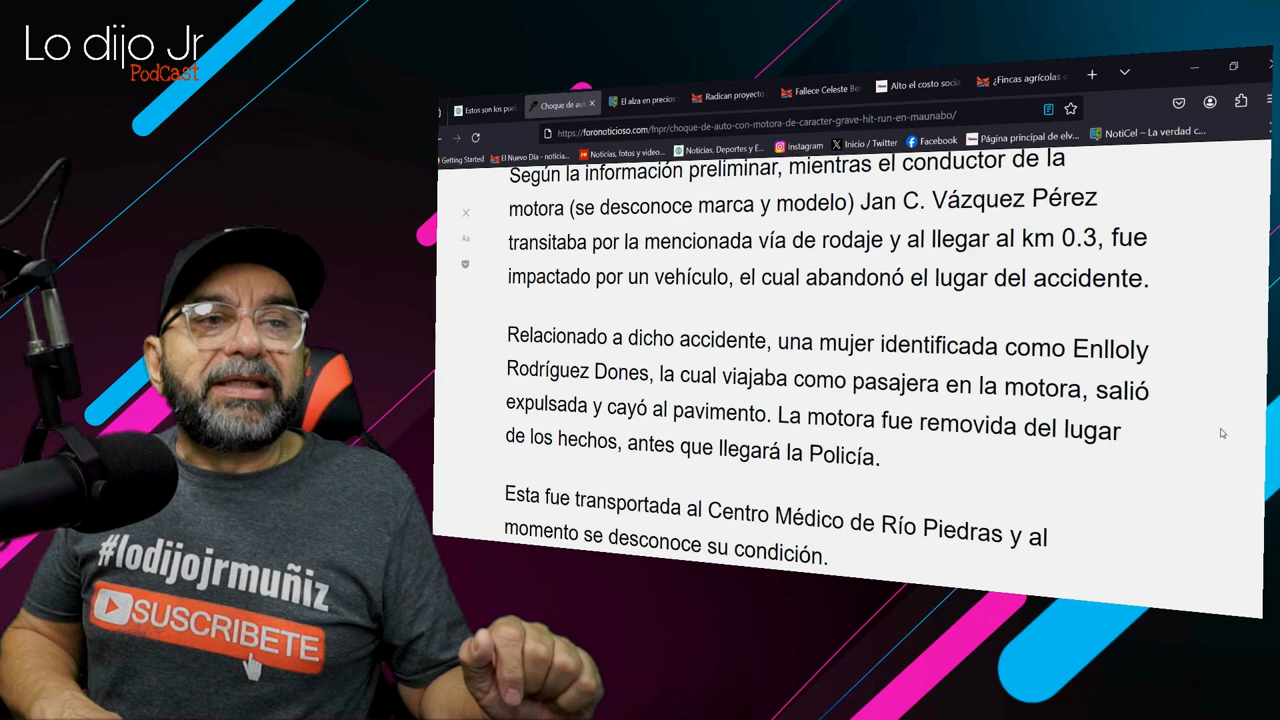 Lo dijo Jr
PodCast
Estos son los pue
Choque de aut
El alza en precios
Radican proyecto
Fallece Celeste Be
Alto el costo socia
¿Fincas agrícolas o
https://foronoticioso.com/fnpr/choque-de-auto-con-motora-de-caracter-grave-hit-run-en-maunabo/
Getting Started
El Nuevo Día - noticia...
Noticias, fotos y video...
Noticias, Deportes y E...
Instagram
Inicio / Twitter
Facebook
Página principal de elv...
NotiCel – La verdad c...
Según la información preliminar, mientras el conductor de la
motora (se desconoce marca y modelo) Jan C. Vázquez Pérez
transitaba por la mencionada vía de rodaje y al llegar al km 0.3, fue
impactado por un vehículo, el cual abandonó el lugar del accidente.
Relacionado a dicho accidente, una mujer identificada como Enlloly
Rodríguez Dones, la cual viajaba como pasajera en la motora, salió
expulsada y cayó al pavimento. La motora fue removida del lugar
de los hechos, antes que llegará la Policía.
Esta fue transportada al Centro Médico de Río Piedras y al
momento se desconoce su condición.
Aa
#lodijojrmuñiz
SUSCRIBETE